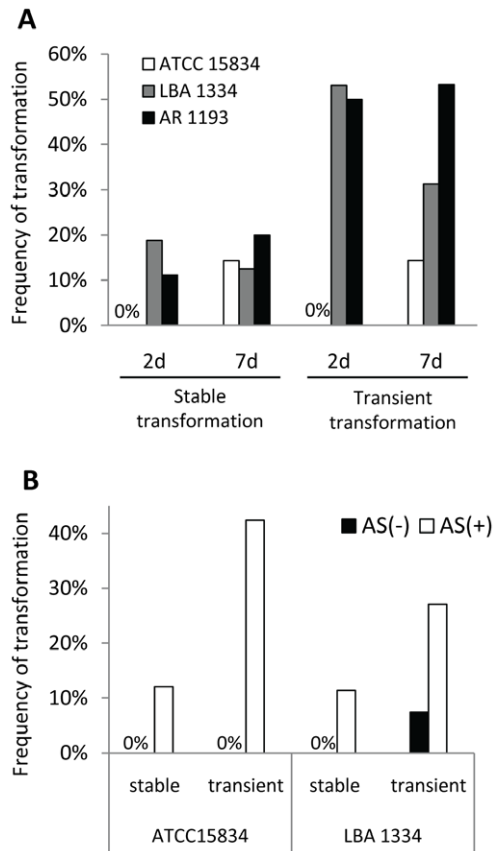 A
Frequency of transformation
60%
50%
40%
30%
20%
10%
0%
ATCC 15834
LBA 1334
AR 1193
0%
0%
2d 7d 2d 7d
Stable transformation
Transient transformation
B
Frequency of transformation
40%
30%
20%
10%
0%
AS(-) AS(+)
0% 0% 0%
stable transient stable transient
ATCC15834 LBA 1334